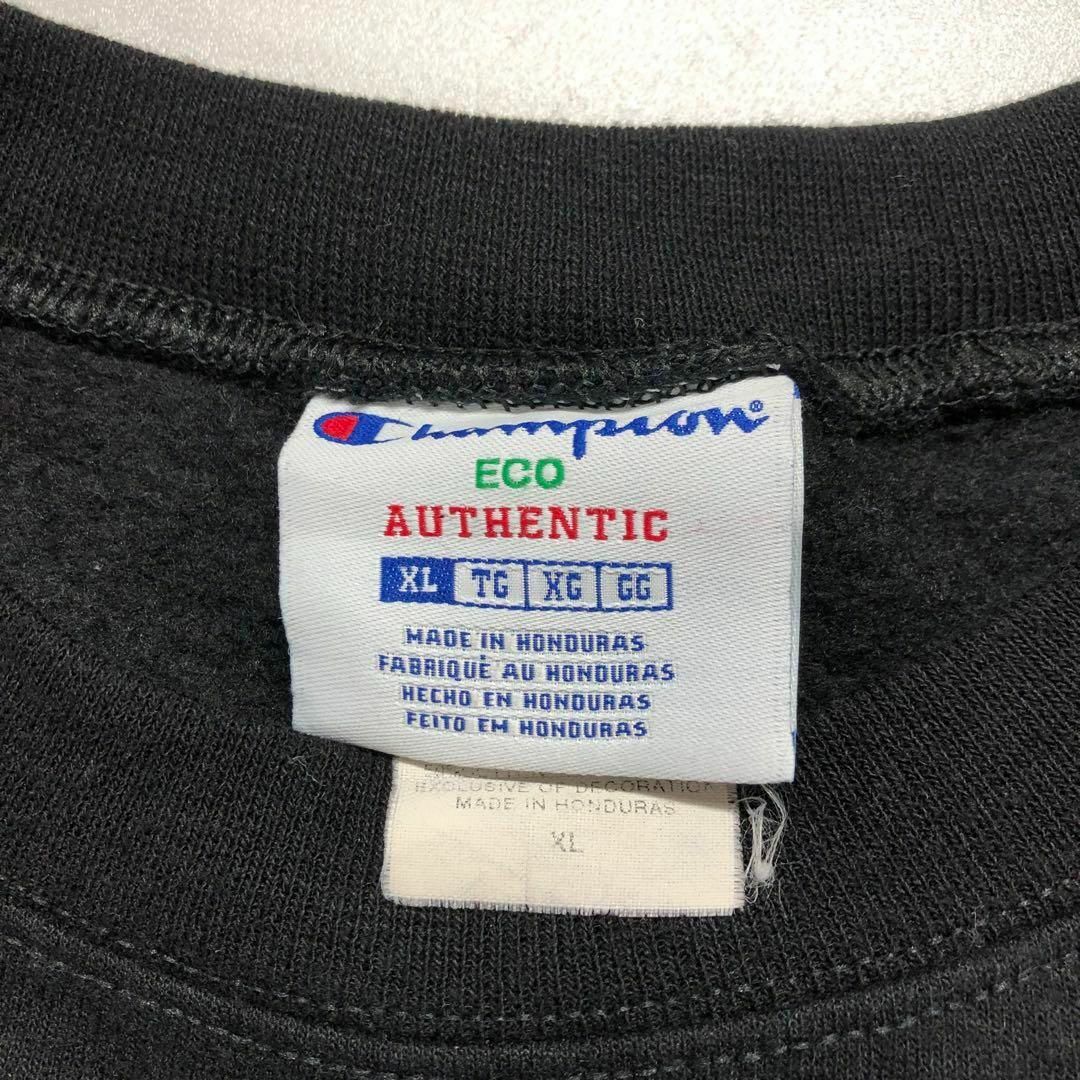 Champion®
ECO
AUTHENTIC
XL TG XG GG
MADE IN HONDURAS
FABRIQUÈ AU HONDURAS
HECHO EN HONDURAS
FEITO EM HONDURAS
EXCLUSIVE OF DECORATION
MADE IN HONDURAS
XL